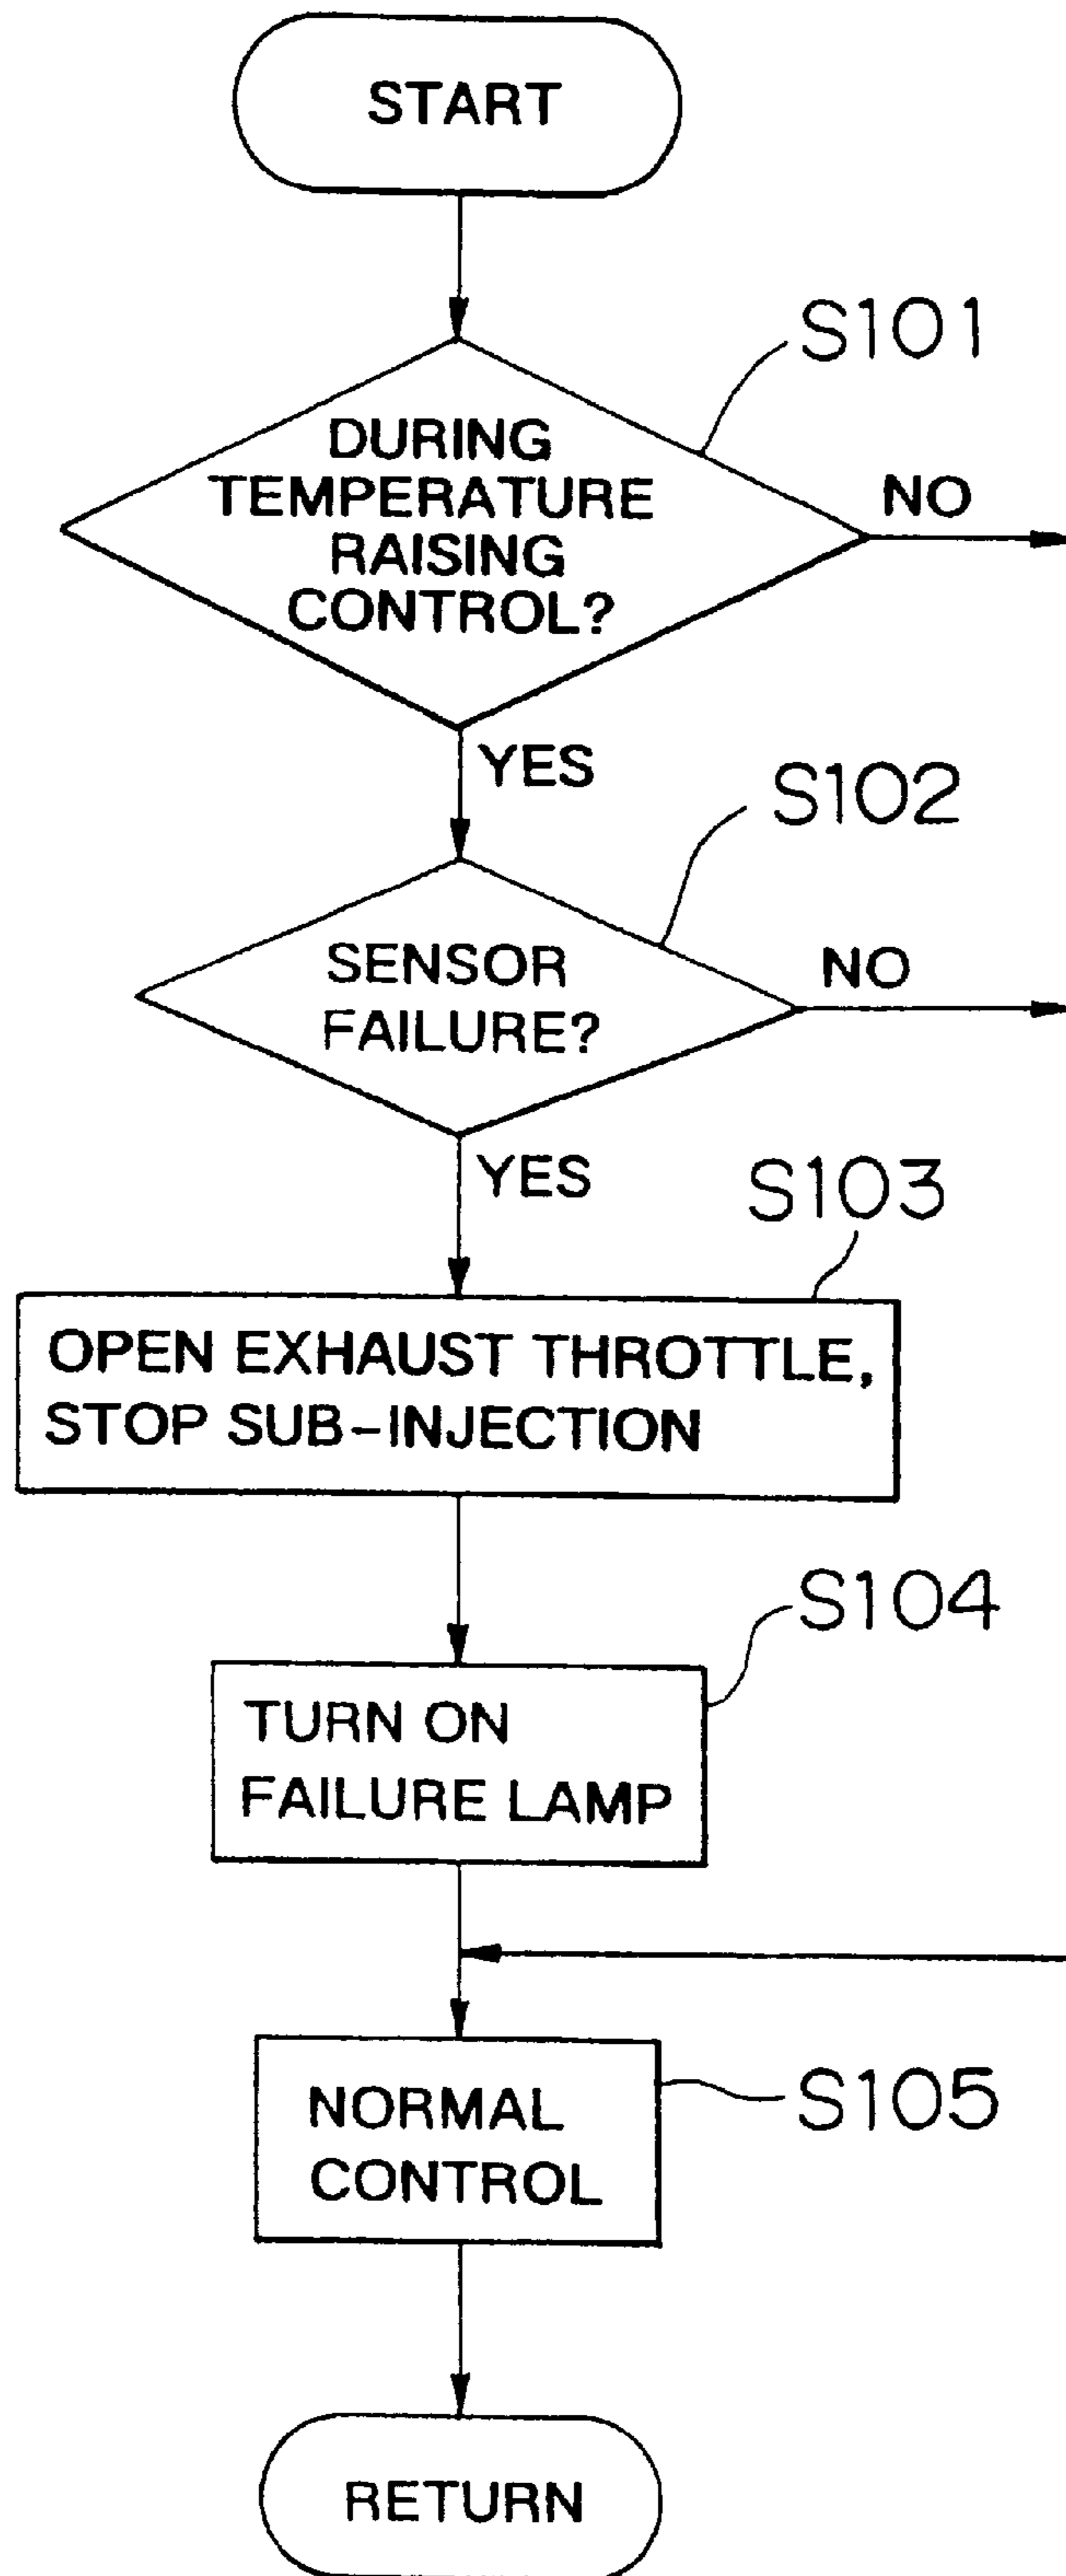 START
S101
DURING
TEMPERATURE
RAISING
CONTROL?
NO
YES
S102
SENSOR
FAILURE?
NO
YES
S103
OPEN EXHAUST THROTTLE,
STOP SUB-INJECTION
S104
TURN ON
FAILURE LAMP
NORMAL
CONTROL
S105
RETURN